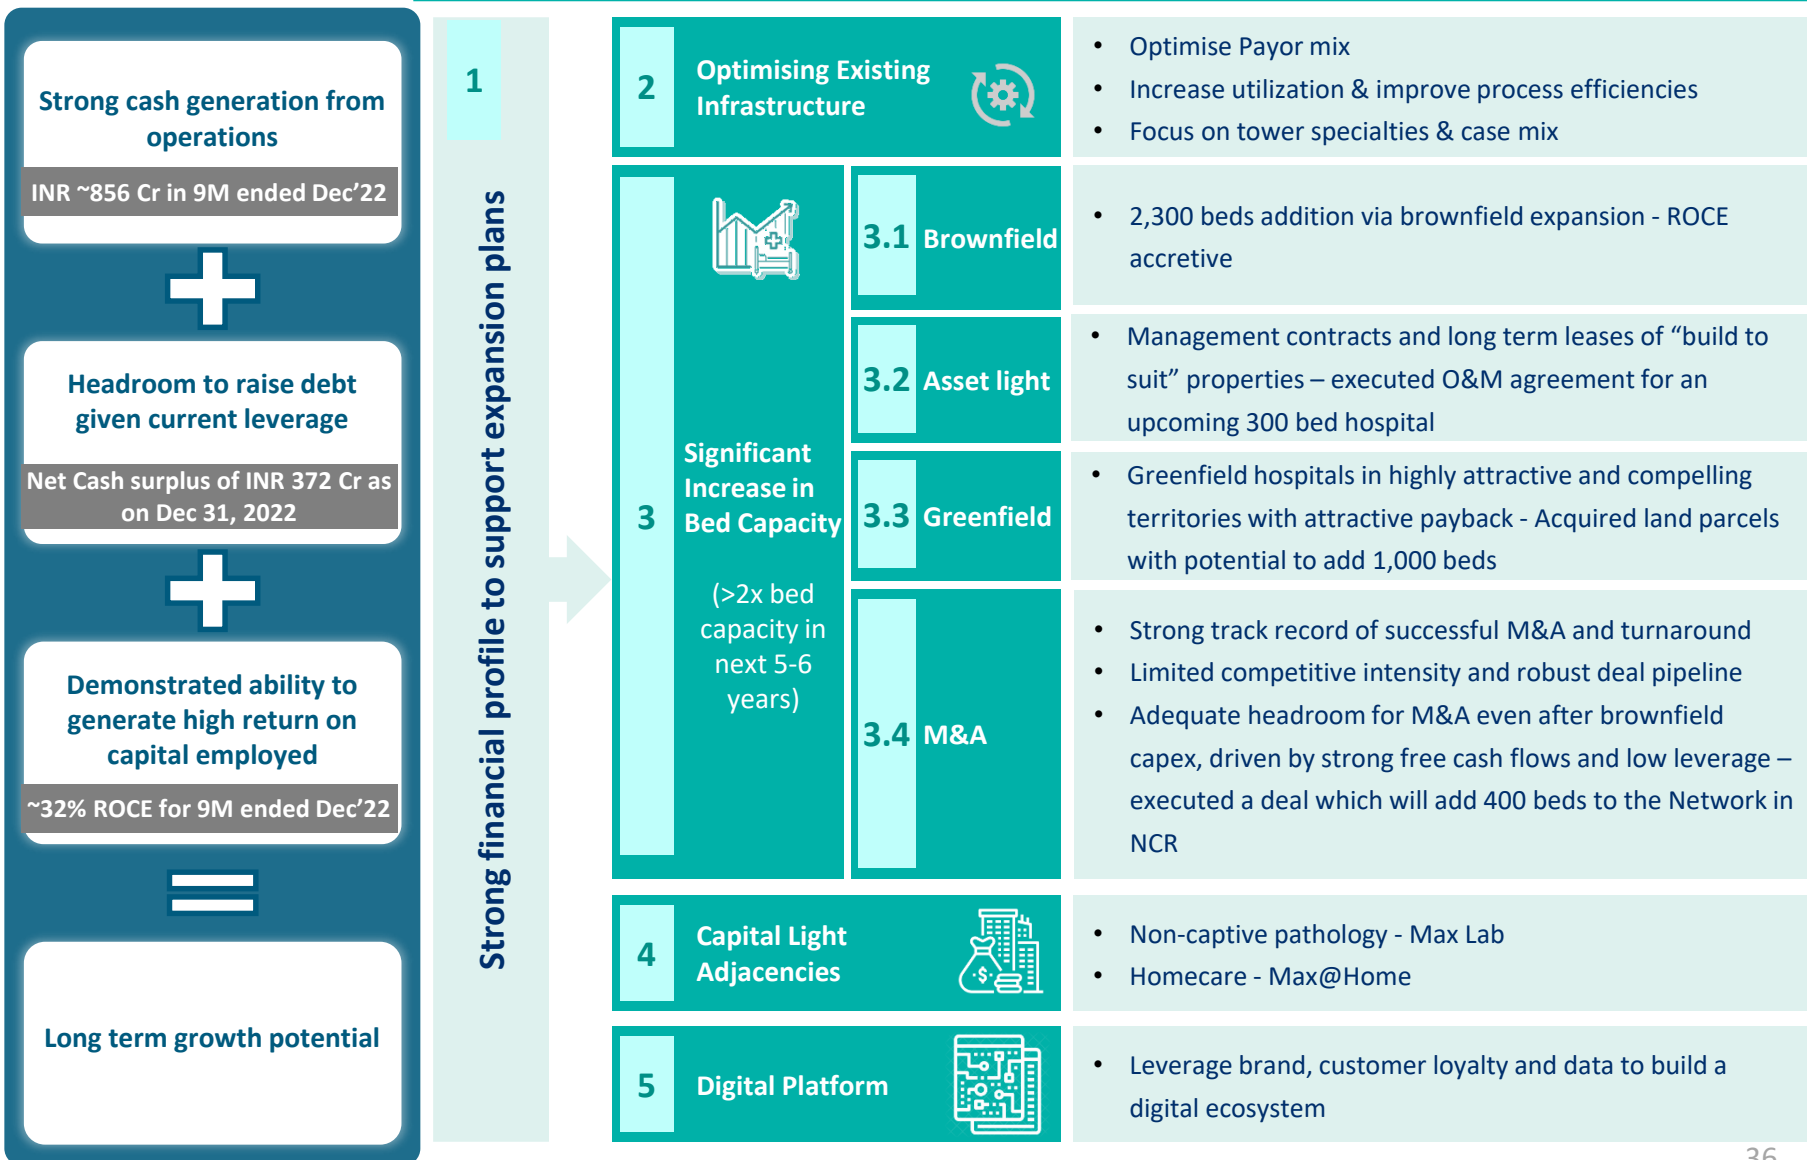 Strong cash generation from
operations
INR ~856 Cr in 9M ended Dec’22
Headroom to raise debt
given current leverage
Net Cash surplus of INR 372 Cr as
on Dec 31, 2022
Demonstrated ability to
generate high return on
capital employed
~32% ROCE for 9M ended Dec’22
Long term growth potential
1
Strong financial profile to support expansion plans
2
Optimising Existing
Infrastructure
• Optimise Payor mix
• Increase utilization & improve process efficiencies
• Focus on tower specialties & case mix
3
Significant
Increase in
Bed Capacity
(>2x bed
capacity in
next 5-6
years)
3.1 Brownfield
• 2,300 beds addition via brownfield expansion - ROCE
accretive
3.2 Asset light
• Management contracts and long term leases of “build to
suit” properties – executed O&M agreement for an
upcoming 300 bed hospital
3.3 Greenfield
• Greenfield hospitals in highly attractive and compelling
territories with attractive payback - Acquired land parcels
with potential to add 1,000 beds
3.4 M&A
• Strong track record of successful M&A and turnaround
• Limited competitive intensity and robust deal pipeline
• Adequate headroom for M&A even after brownfield
capex, driven by strong free cash flows and low leverage –
executed a deal which will add 400 beds to the Network in
NCR
4
Capital Light
Adjacencies
• Non-captive pathology - Max Lab
• Homecare - Max@Home
5
Digital Platform
• Leverage brand, customer loyalty and data to build a
digital ecosystem
36